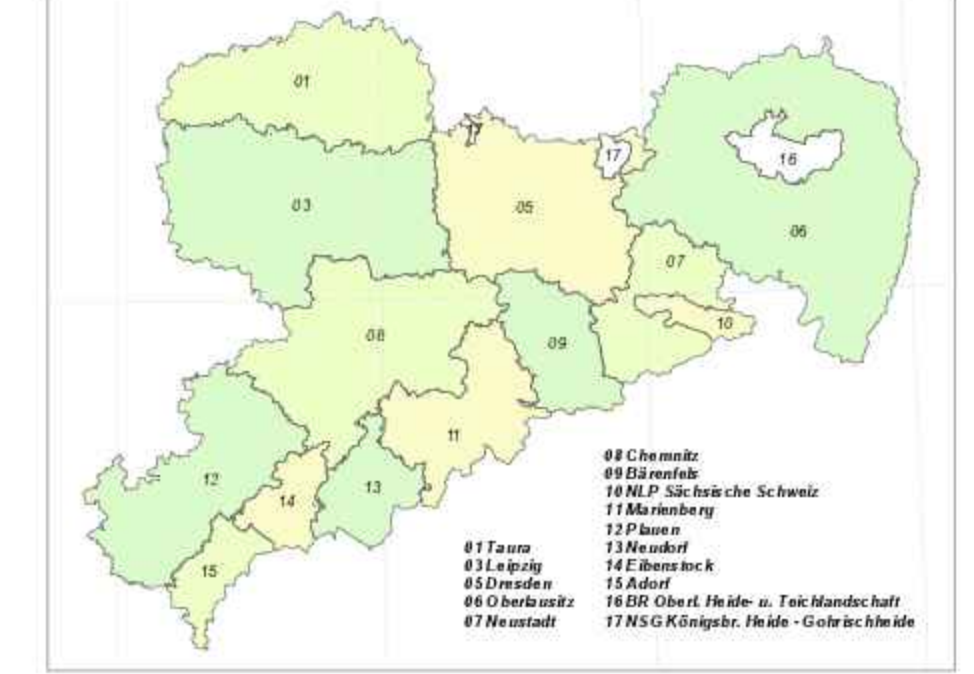 01
17
17
16
03
05
06
07
10
08
09
11
12
13
14
15
08 Chemnitz
09 Bärenfels
10 NLP Sächsische Schweiz
11 Marienberg
12 Plauen
01 Taura
13 Neudorf
03 Leipzig
14 Eibenstock
05 Dresden
15 Adorf
06 Oberlausitz
16 BR Oberl. Heide- u. Teichlandschaft
07 Neustadt
17 NSG Königsbr. Heide - Gohrischheide